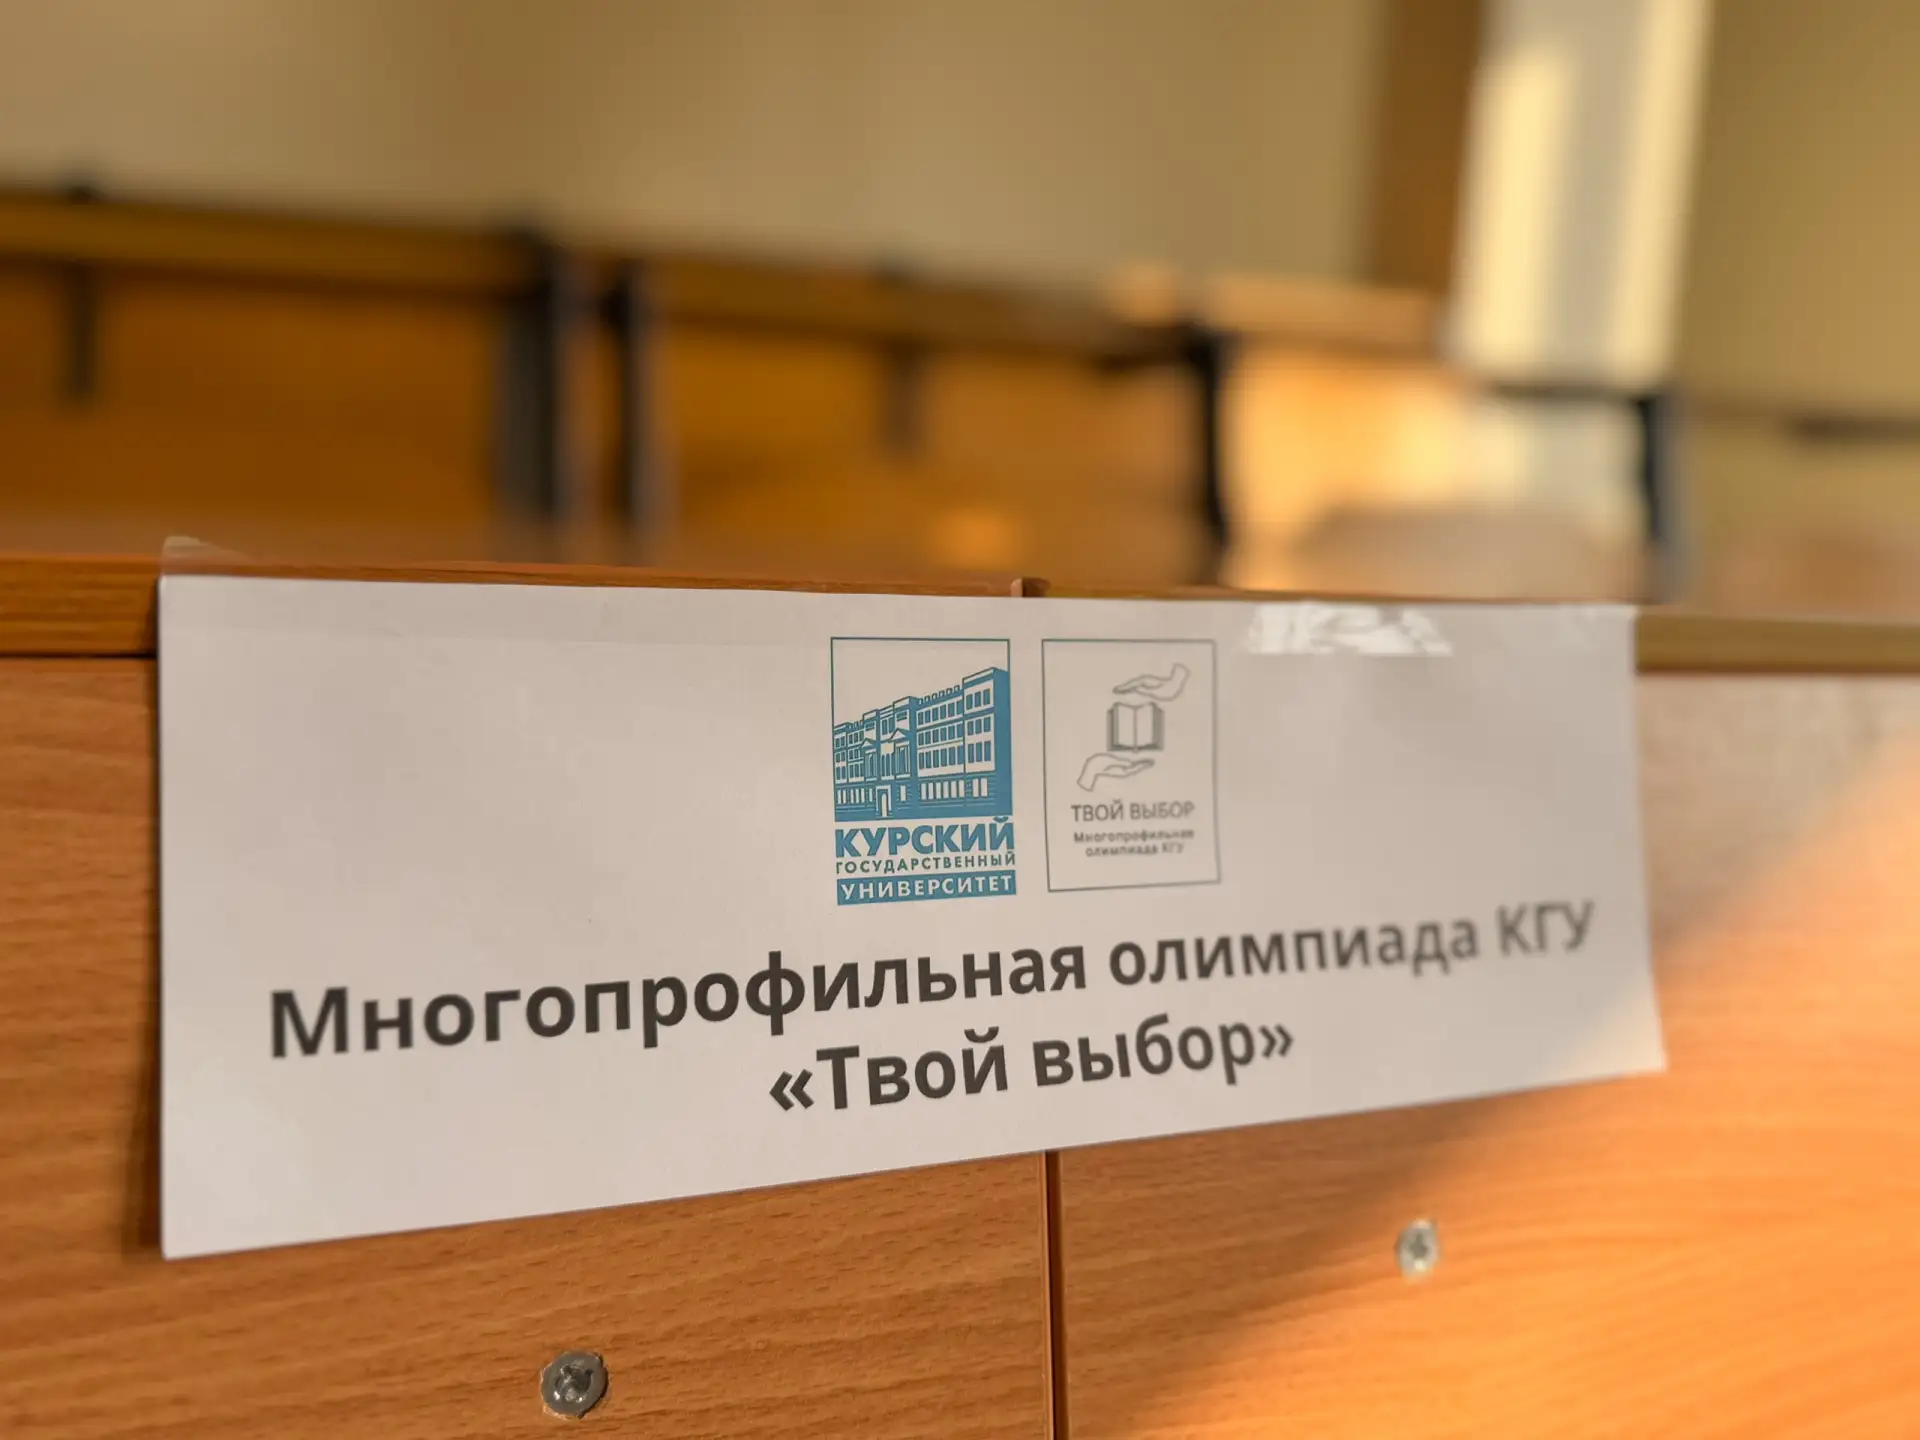 КУРСКИЙ
ГОСУДАРСТВЕННЫЙ
УНИВЕРСИТЕТ
ТВОЙ ВЫБОР
Многопрофильная
олимпиада КГУ
Многопрофильная олимпиада КГУ
«Твой выбор»